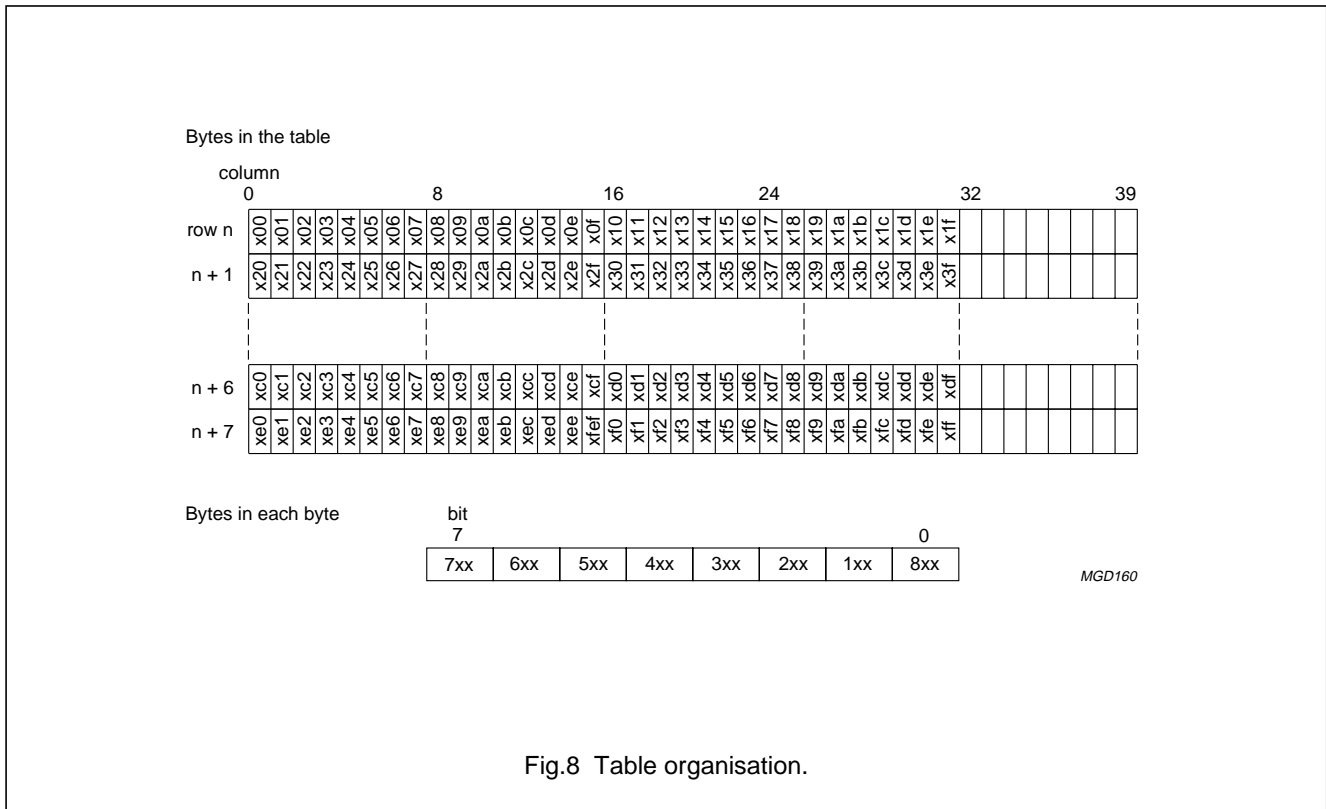 Bytes in the table
column
0 8 16 24 32 39
row n x00 x01 x02 x03 x04 x05 x06 x07 x08 x09 x0a x0b x0c x0d x0e x0f x10 x11 x12 x13 x14 x15 x16 x17 x18 x19 x1a x1b x1c x1d x1e x1f
n + 1 x20 x21 x22 x23 x24 x25 x26 x27 x28 x29 x2a x2b x2c x2d x2e x2f x30 x31 x32 x33 x34 x35 x36 x37 x38 x39 x3a x3b x3c x3d x3e x3f
n + 6 xc0 xc1 xc2 xc3 xc4 xc5 xc6 xc7 xc8 xc9 xca xcb xcc xcd xce xcf xd0 xd1 xd2 xd3 xd4 xd5 xd6 xd7 xd8 xd9 xda xdb xdc xdd xde xdf
n + 7 xe0 xe1 xe2 xe3 xe4 xe5 xe6 xe7 xe8 xe9 xea xeb xec xed xee xfef xf0 xf1 xf2 xf3 xf4 xf5 xf6 xf7 xf8 xf9 xfa xfb xfc xfd xfe xff
Bytes in each byte bit
7 0
7xx 6xx 5xx 4xx 3xx 2xx 1xx 8xx
MGD160
Fig.8 Table organisation.